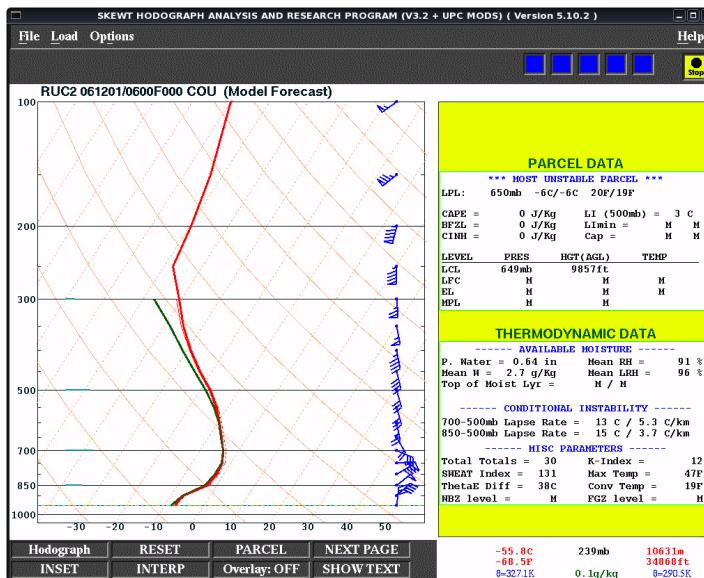 SKEWT HODOGRAPH ANALYSIS AND RESEARCH PROGRAM (V3.2 + UPC MODS) ( Version 5.10.2 )
File Load Options Help
Stop
RUC2 061201/0600F000 COU (Model Forecast)
100
200
300
500
700
850
1000
-30 -20 -10 0 10 20 30 40 50
PARCEL DATA
*** MOST UNSTABLE PARCEL ***
LPL: 650mb -6C/-6C 20F/19F
CAPE = 0 J/Kg LI (500mb) = 3 C
BFZL = 0 J/Kg LImin = M M
CINH = 0 J/Kg Cap = M M
LEVEL PRES HGT(AGL) TEMP
LCL 649mb 9857ft
LFC M M M
EL M M M
MPL M M
THERMODYNAMIC DATA
------ AVAILABLE MOISTURE ------
P. Water = 0.64 in Mean RH = 91 %
Mean W = 2.7 g/Kg Mean LRH = 96 %
Top of Moist Lyr = M / M
------ CONDITIONAL INSTABILITY ------
700-500mb Lapse Rate = 13 C / 5.3 C/km
850-500mb Lapse Rate = 15 C / 3.7 C/km
------ MISC PARAMETERS ------
Total Totals = 30 K-Index = 12
SWEAT Index = 131 Max Temp = 47F
ThetaE Diff = 38C Conv Temp = 19F
WBZ level = M FGZ level = M
Hodograph RESET PARCEL NEXT PAGE
INSET INTERP Overlay: OFF SHOW TEXT
-55.8C 239mb 10631m
-68.5F 34868ft
θ=327.1K 0.1g/kg θ=290.5K